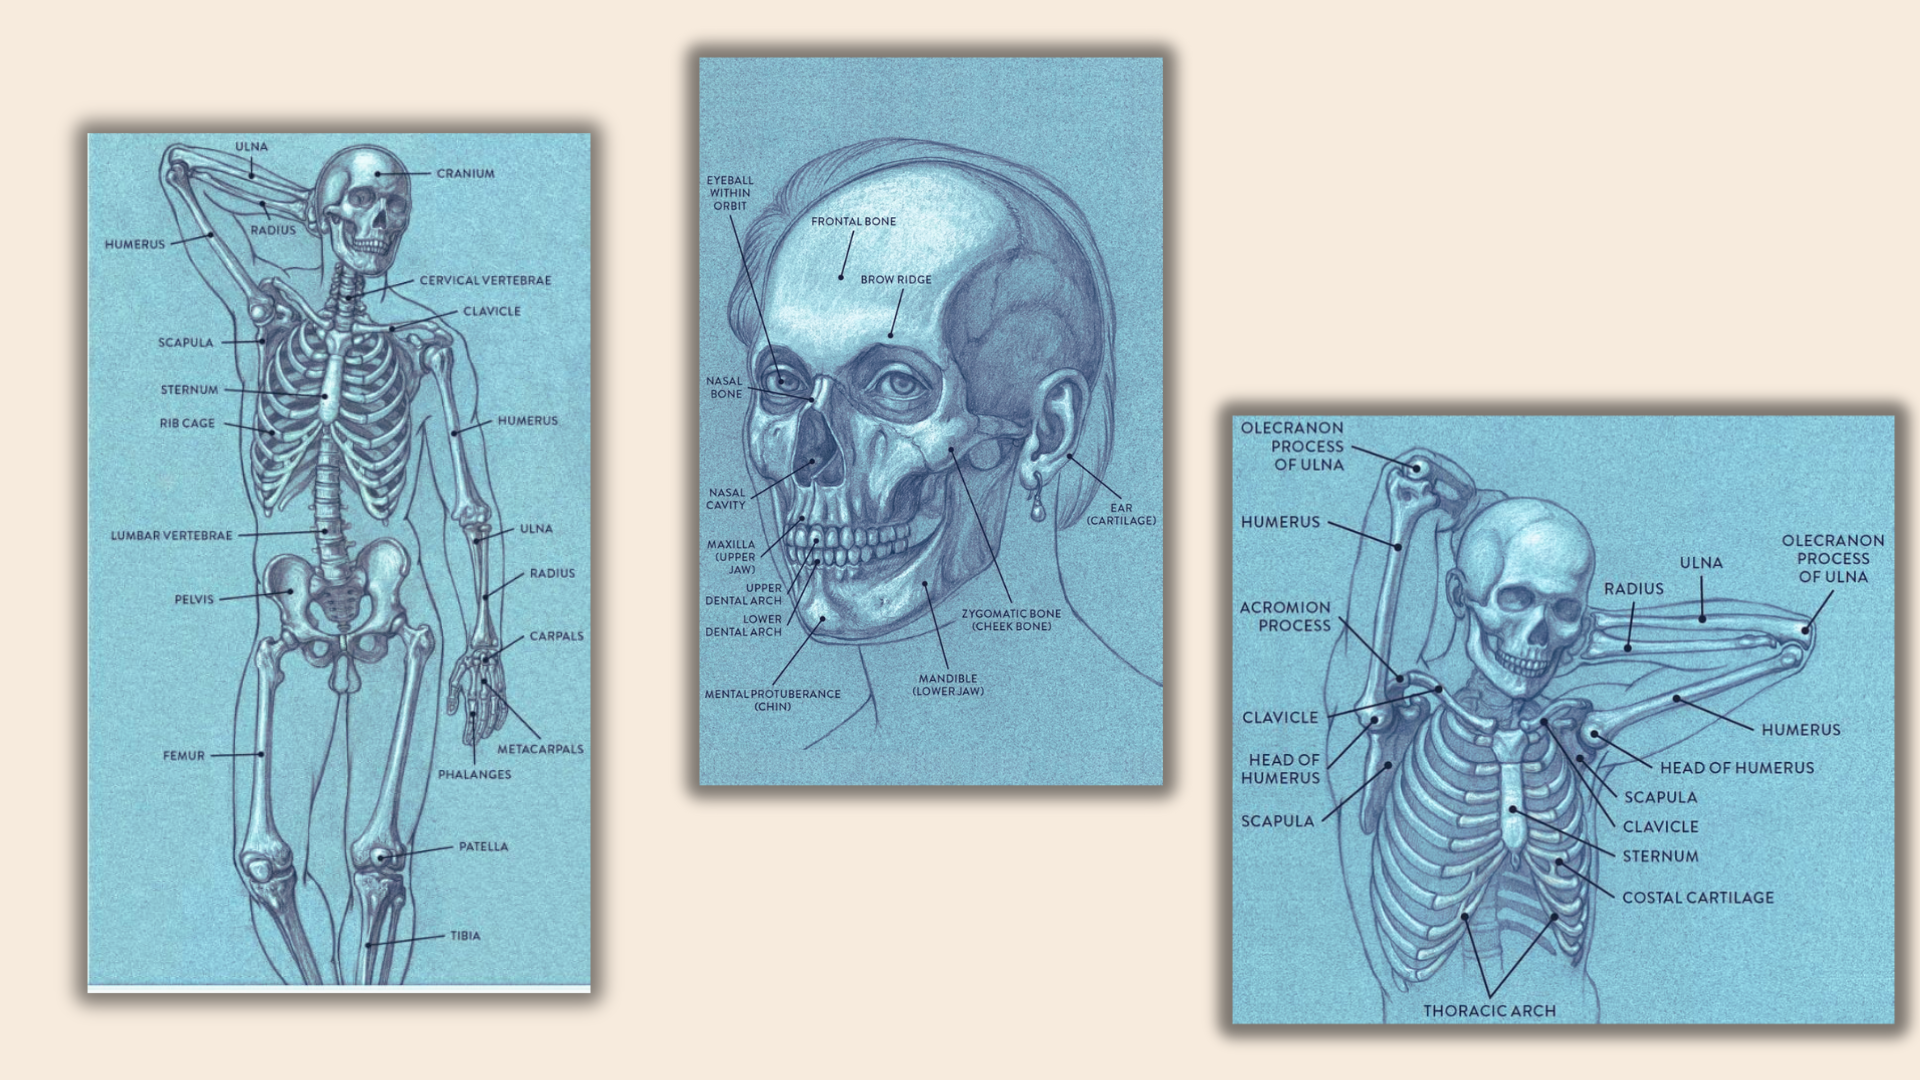 ULNA
CRANIUM
RADIUS
HUMERUS
CERVICAL VERTEBRAE
CLAVICLE
SCAPULA
STERNUM
RIB CAGE
HUMERUS
ULNA
LUMBAR VERTEBRAE
RADIUS
PELVIS
CARPALS
METACARPALS
FEMUR
PHALANGES
PATELLA
TIBIA
EYEBALL
WITHIN
ORBIT
FRONTAL BONE
BROW RIDGE
NASAL
BONE
NASAL
CAVITY
EAR
(CARTILAGE)
MAXILLA
(UPPER
JAW)
UPPER
DENTAL ARCH
LOWER
DENTAL ARCH
ZYGOMATIC BONE
(CHEEK BONE)
MANDIBLE
(LOWER JAW)
MENTAL PROTUBERANCE
(CHIN)
OLECRANON
PROCESS
OF ULNA
HUMERUS
OLECRANON
PROCESS
OF ULNA
ULNA
RADIUS
ACROMION
PROCESS
CLAVICLE
HUMERUS
HEAD OF
HUMERUS
HEAD OF HUMERUS
SCAPULA
SCAPULA
CLAVICLE
STERNUM
COSTAL CARTILAGE
THORACIC ARCH